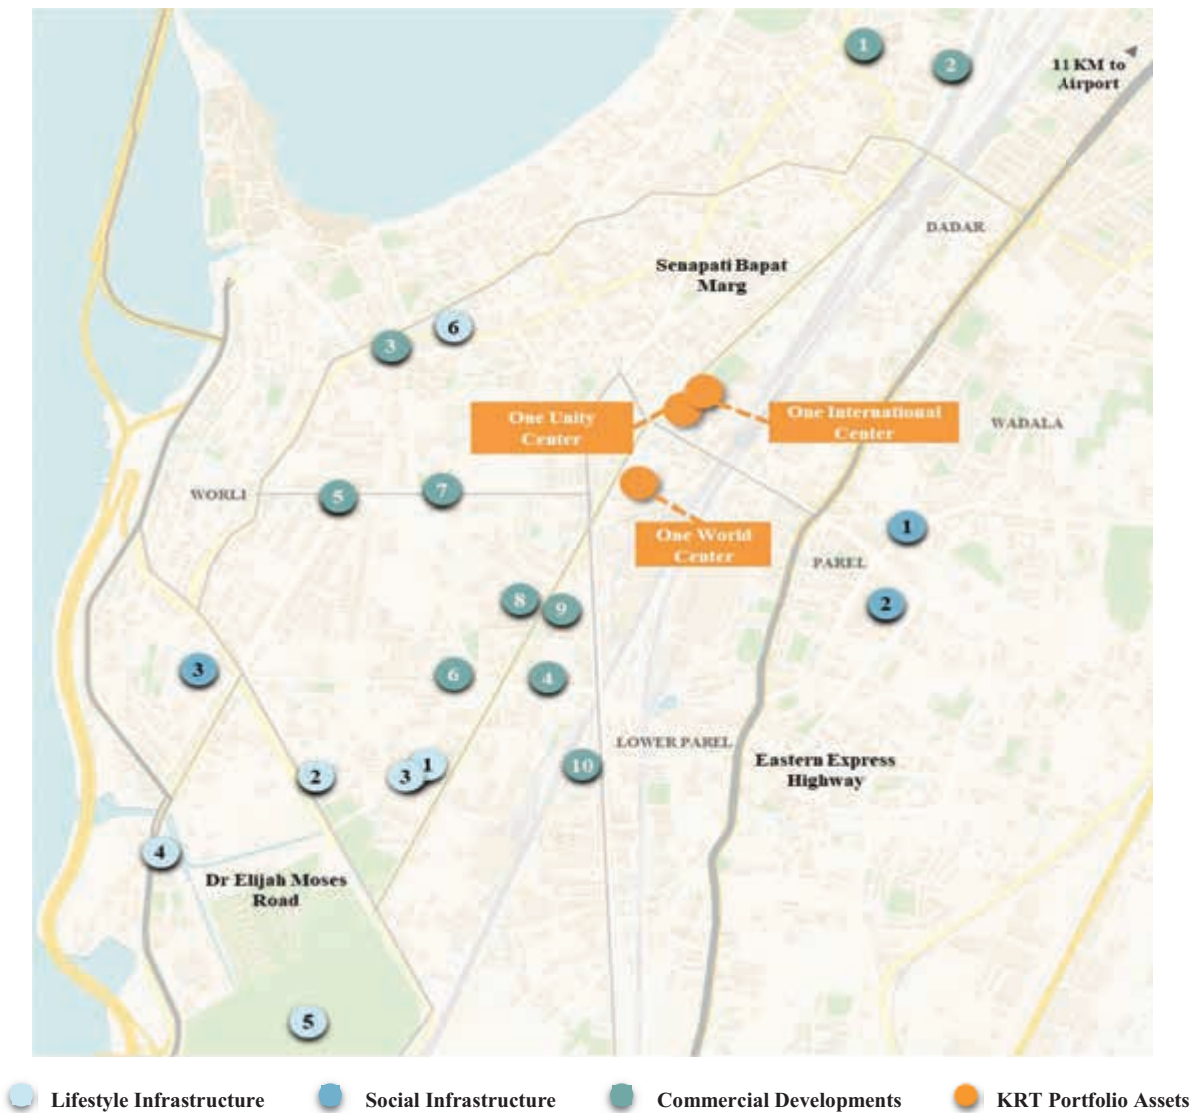 1
2
11 KM to
Airport
DADAR
Senapati Bapat
Marg
6
3
One Unity
Center
One International
Center
WADALA
WORLI
5
7
One World
Center
1
PAREL
2
8
9
3
6
4
LOWER PAREL
10
Eastern Express
Highway
2
3
1
4
Dr Elijah Moses
Road
5
Lifestyle Infrastructure
Social Infrastructure
Commercial Developments
KRT Portfolio Assets